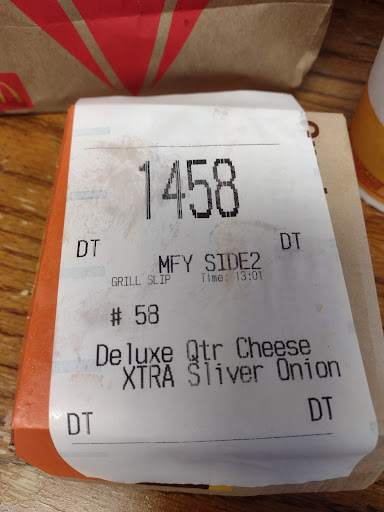 1458
DT DT
MFY SIDE2
GRILL SLIP Time: 13:01
# 58
Deluxe Qtr Cheese
XTRA Sliver Onion
DT DT